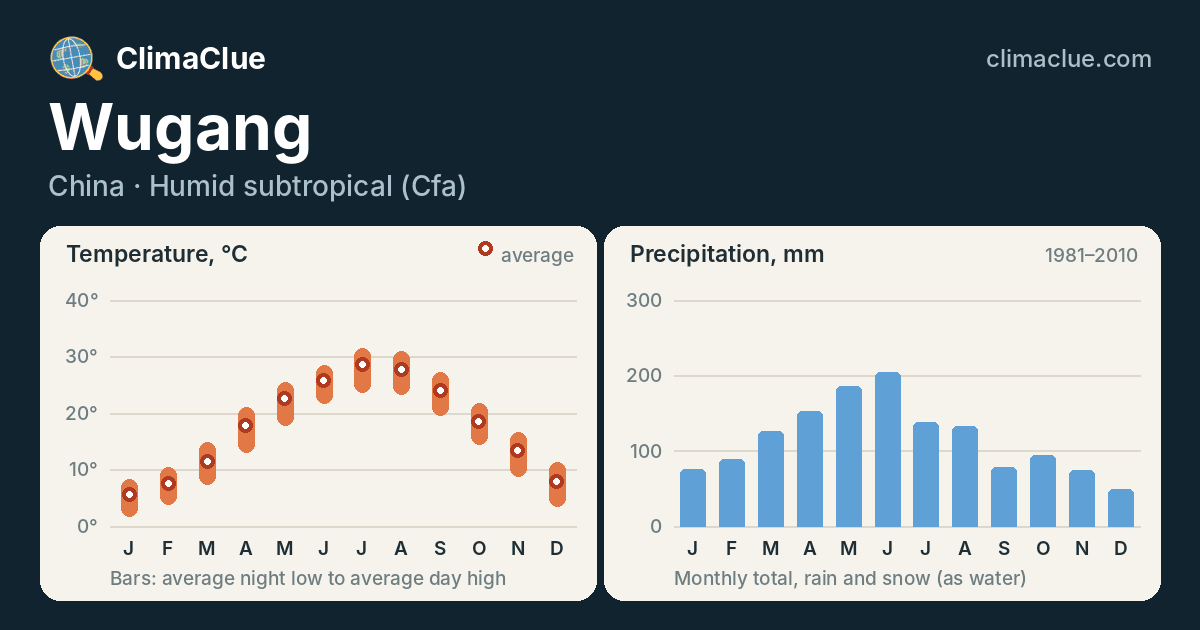 ClimaClue
climaclue.com
Wugang
China · Humid subtropical (Cfa)
Temperature, °C
average
40°
30°
20°
10°
0°
J F M A M J J A S O N D
Bars: average night low to average day high
Precipitation, mm
1981–2010
300
200
100
0
J F M A M J J A S O N D
Monthly total, rain and snow (as water)